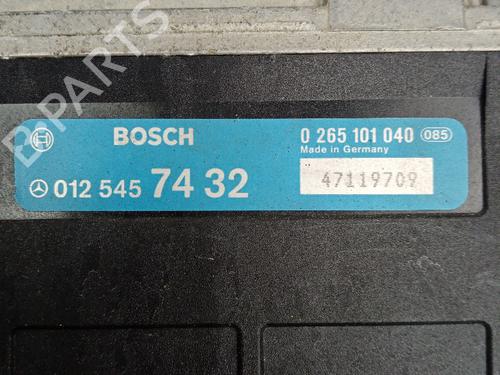 B PARTS
BOSCH
0 265 101 040 085
Made in Germany
012 545 74 32
47119709